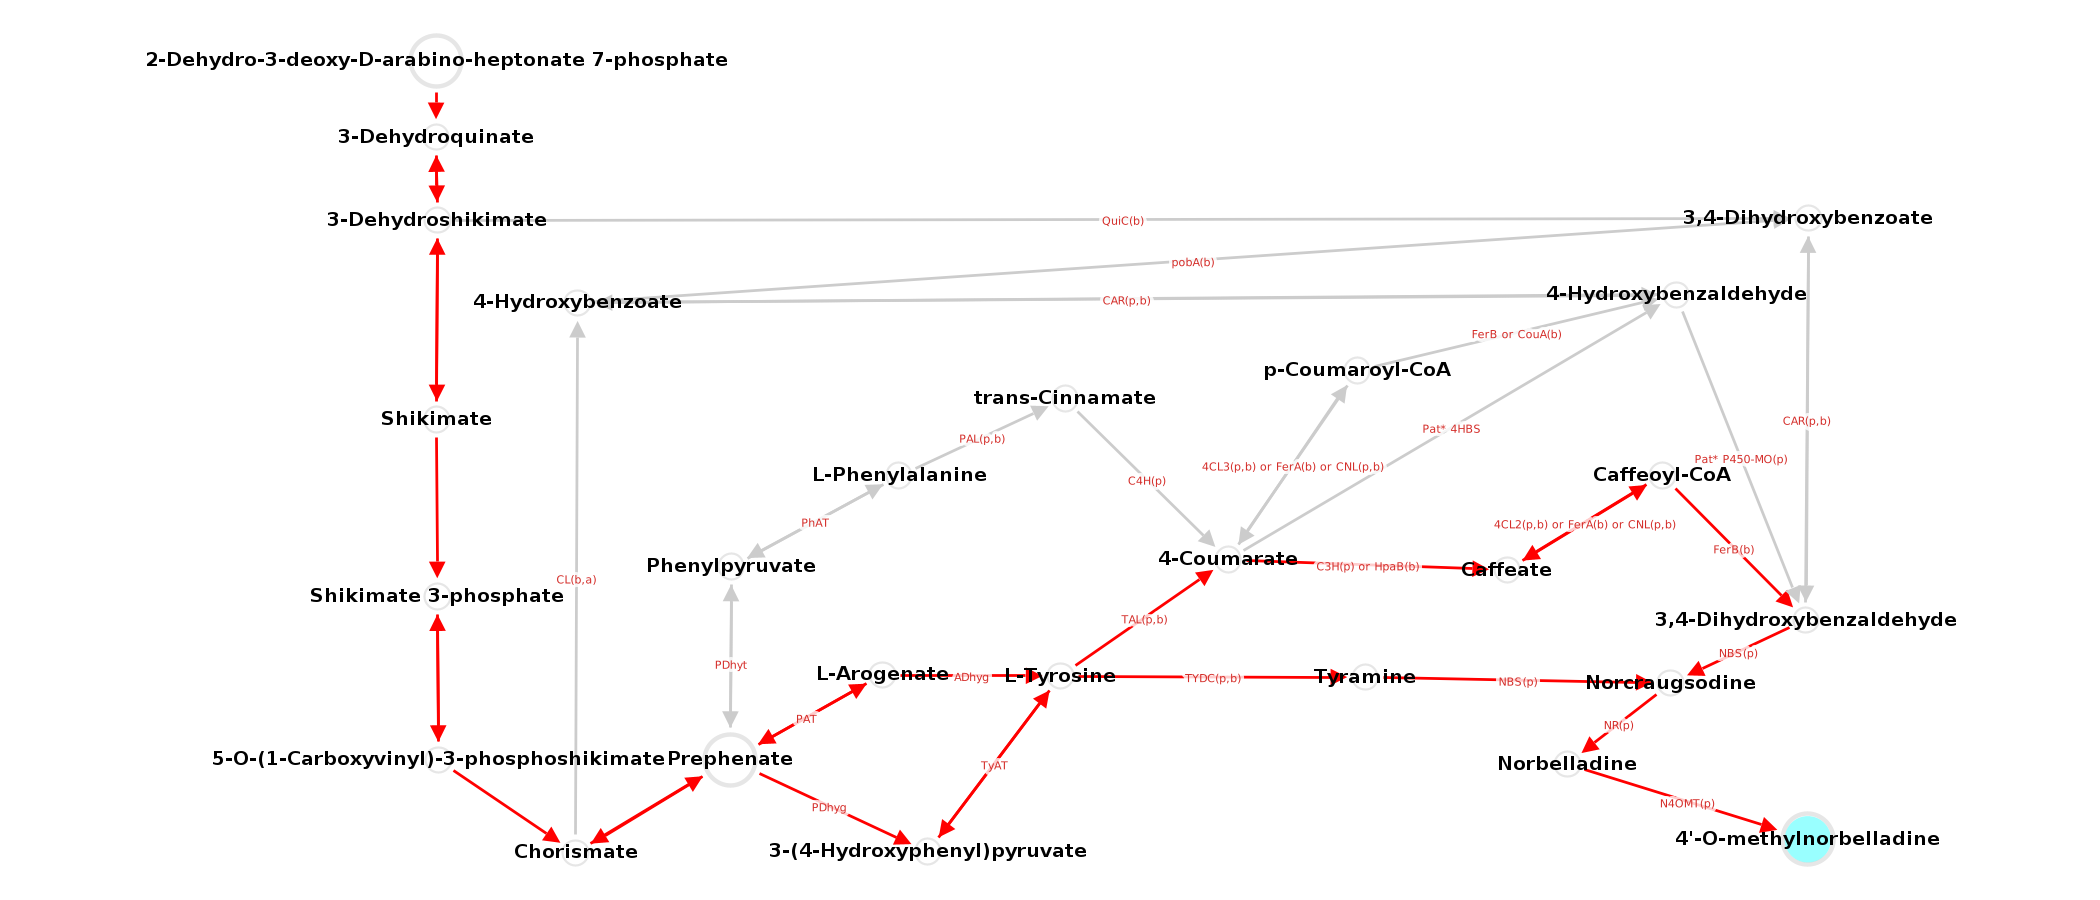 2-Dehydro-3-deoxy-D-arabino-heptonate 7-phosphate
3-Dehydroquinate
3-Dehydroshikimate
QuiC(b)
3,4-Dihydroxybenzoate
pobA(b)
4-Hydroxybenzoate
CAR(p,b)
4-Hydroxybenzaldehyde
FerB or CouA(b)
p-Coumaroyl-CoA
trans-Cinnamate
Shikimate
CAR(p,b)
Pat* 4HBS
PAL(p,b)
Pat* P450-MO(p)
4CL3(p,b) or FerA(b) or CNL(p,b)
L-Phenylalanine
C4H(p)
Caffeoyl-CoA
PhAT
4CL2(p,b) or FerA(b) or CNL(p,b)
FerB(b)
Phenylpyruvate
4-Coumarate
C3H(p) or HpaB(b)
Caffeate
CL(b,a)
Shikimate 3-phosphate
TAL(p,b)
3,4-Dihydroxybenzaldehyde
NBS(p)
PDhyt
L-Arogenate
ADhyg
L-Tyrosine
TYDC(p,b)
Tyramine
NBS(p)
Norcraugsodine
PAT
NR(p)
5-O-(1-Carboxyvinyl)-3-phosphoshikimate
Prephenate
TyAT
Norbelladine
PDhyg
N4OMT(p)
Chorismate
3-(4-Hydroxyphenyl)pyruvate
4'-O-methylnorbelladine